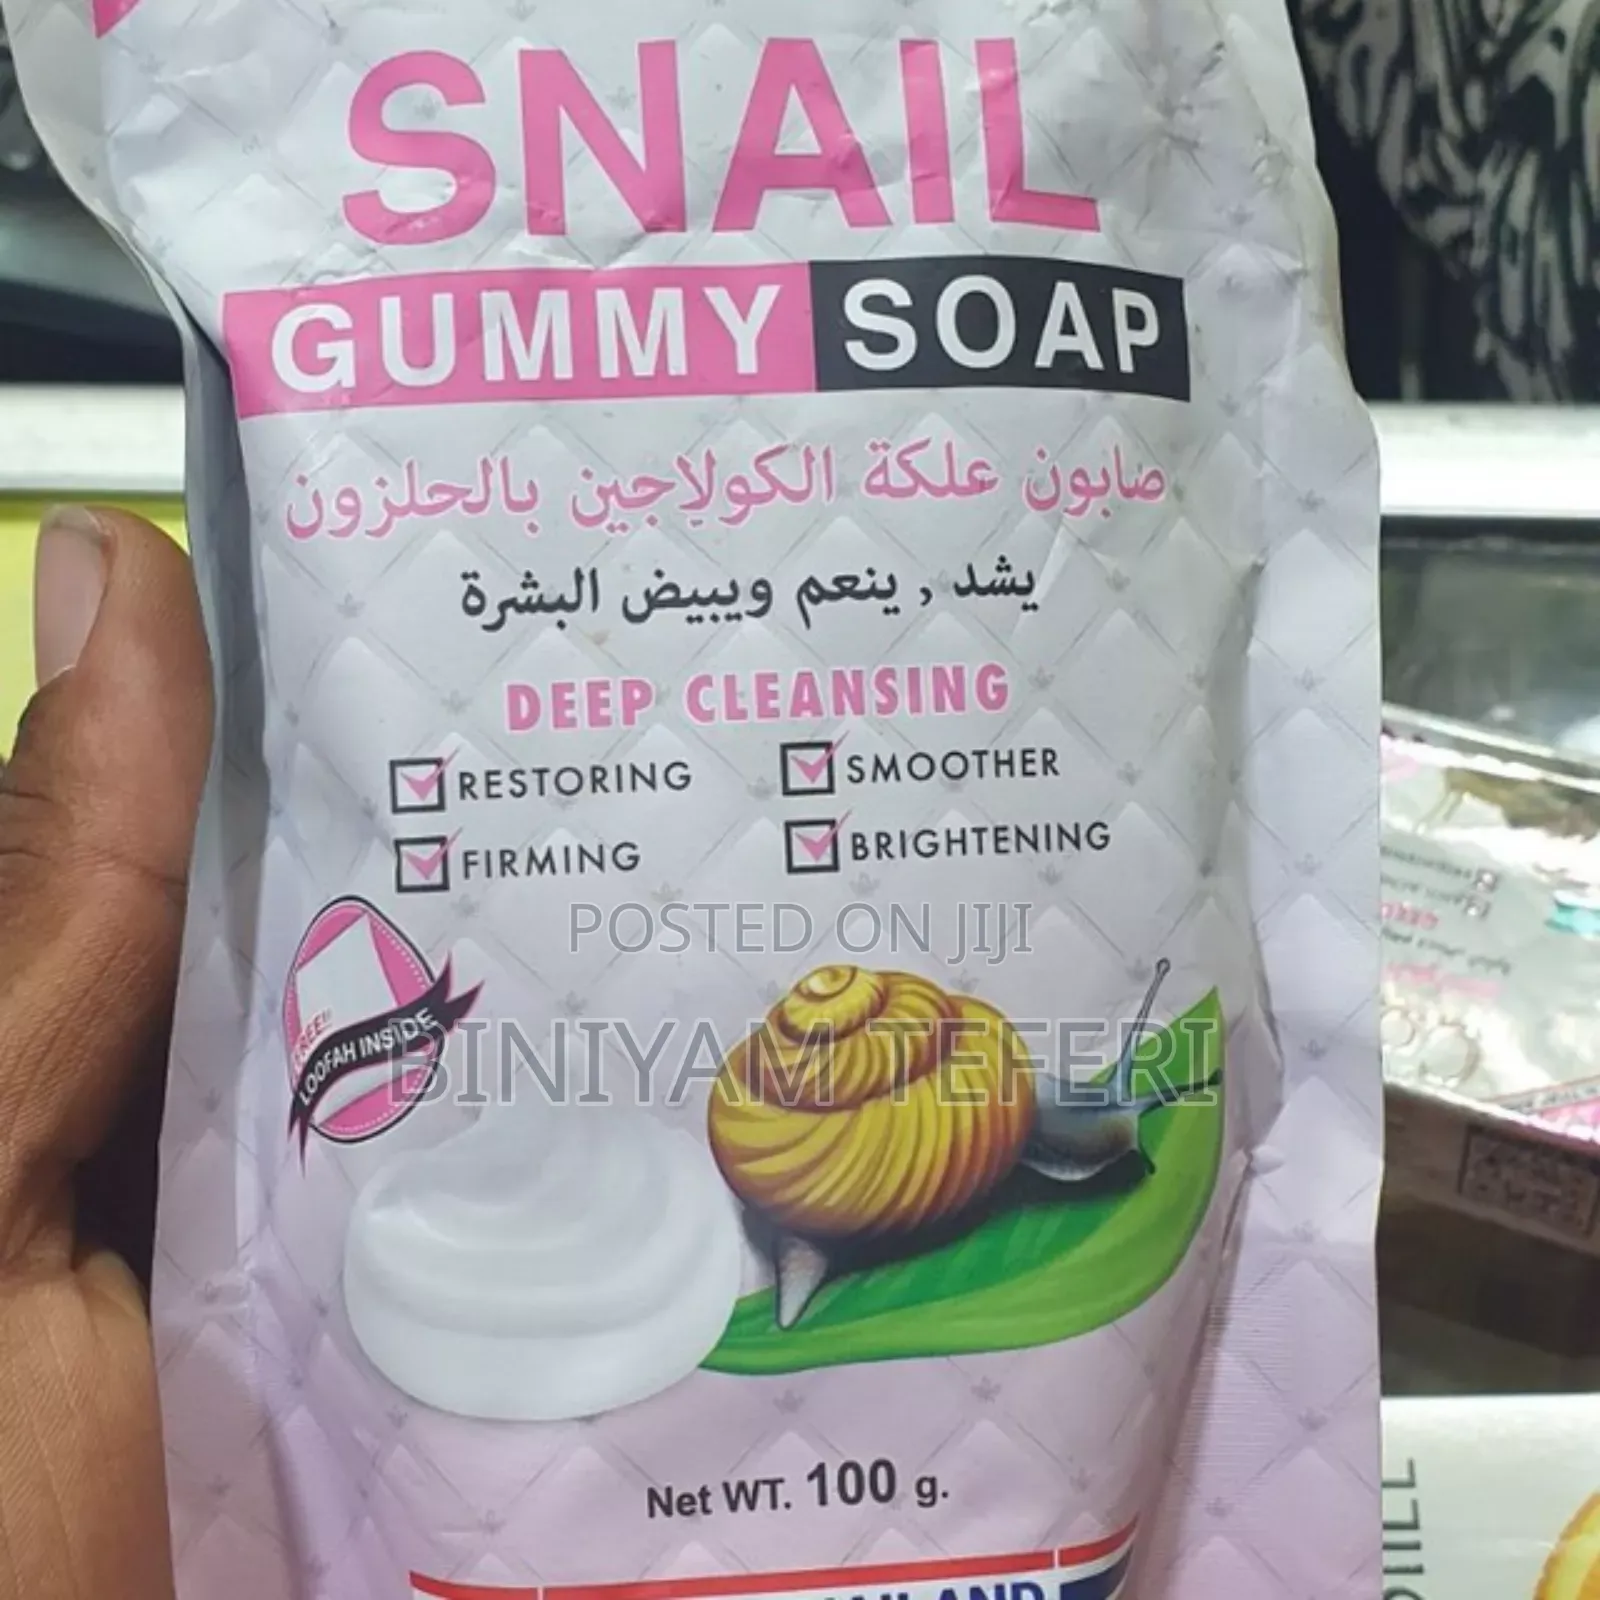 SNAIL
GUMMY SOAP
صابون علكة الكولاجين بالحلزون
يشد , ينعم ويبيض البشرة
DEEP CLEANSING
RESTORING
SMOOTHER
FIRMING
BRIGHTENING
POSTED ON JIJI
FREE!!
LOOFAH INSIDE
BINIYAM TEFERI
Net WT. 100 g.